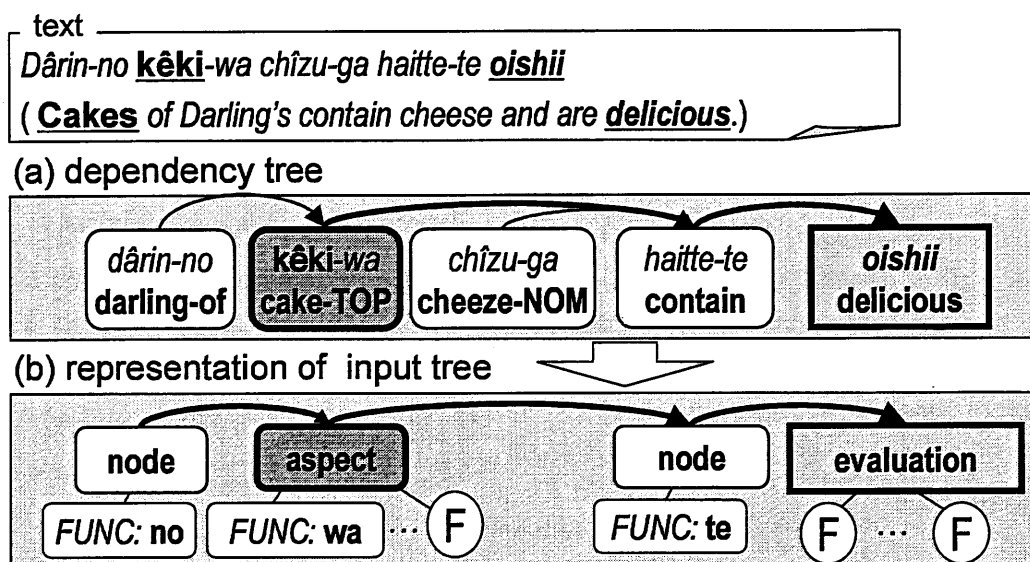 text
Dârin-no kêki-wa chîzu-ga haitte-te oishii
( Cakes of Darling's contain cheese and are delicious.)
(a) dependency tree
dârin-no kêki-wa chîzu-ga haitte-te oishii
darling-of cake-TOP cheeze-NOM contain delicious
(b) representation of input tree
node aspect node evaluation
FUNC: no FUNC: wa ... F FUNC: te F ... F